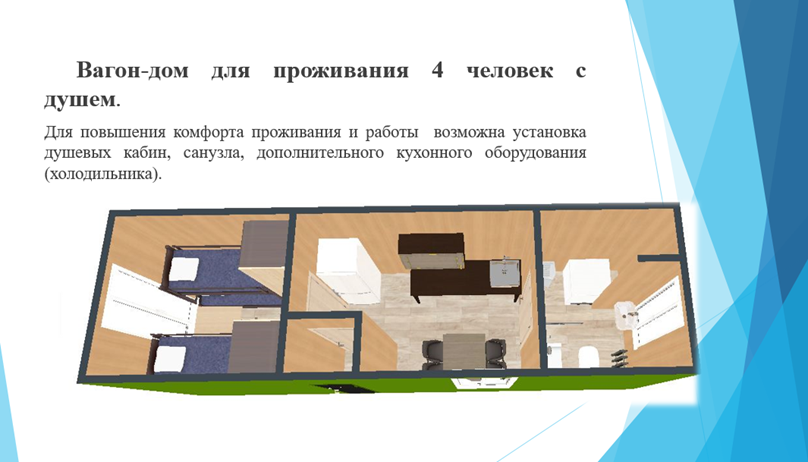 Вагон-дом для проживания 4 человек с
душем.
Для повышения комфорта проживания и работы возможна установка
душевых кабин, санузла, дополнительного кухонного оборудования
(холодильника).